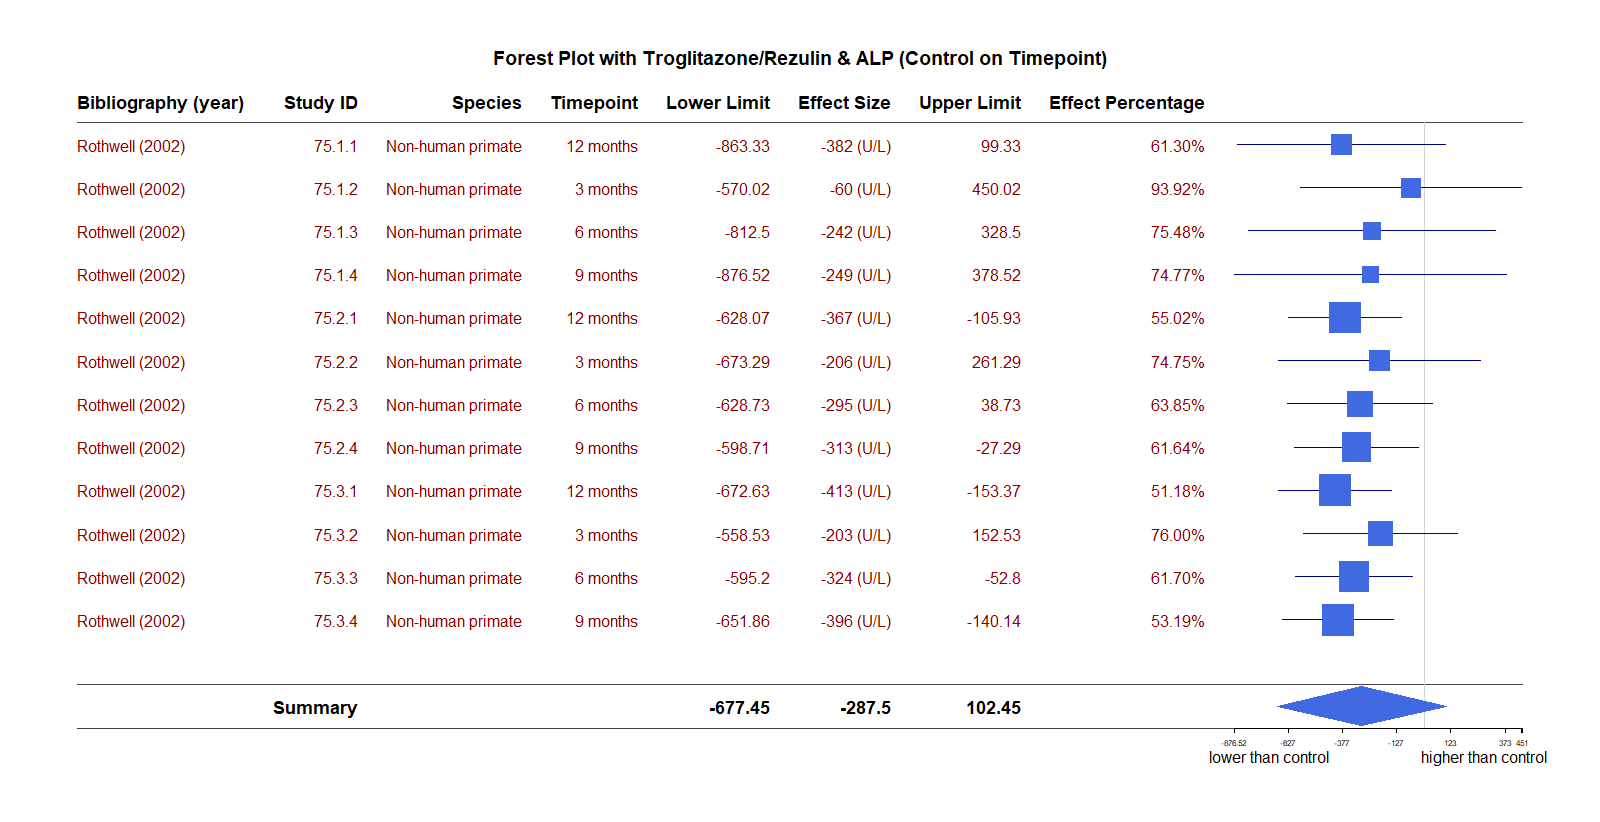 Forest Plot with Troglitazone/Rezulin & ALP (Control on Timepoint)
Bibliography (year) Study ID Species Timepoint Lower Limit Effect Size Upper Limit Effect Percentage
Rothwell (2002) 75.1.1 Non-human primate 12 months -863.33 -382 (U/L) 99.33 61.30%
Rothwell (2002) 75.1.2 Non-human primate 3 months -570.02 -60 (U/L) 450.02 93.92%
Rothwell (2002) 75.1.3 Non-human primate 6 months -812.5 -242 (U/L) 328.5 75.48%
Rothwell (2002) 75.1.4 Non-human primate 9 months -876.52 -249 (U/L) 378.52 74.77%
Rothwell (2002) 75.2.1 Non-human primate 12 months -628.07 -367 (U/L) -105.93 55.02%
Rothwell (2002) 75.2.2 Non-human primate 3 months -673.29 -206 (U/L) 261.29 74.75%
Rothwell (2002) 75.2.3 Non-human primate 6 months -628.73 -295 (U/L) 38.73 63.85%
Rothwell (2002) 75.2.4 Non-human primate 9 months -598.71 -313 (U/L) -27.29 61.64%
Rothwell (2002) 75.3.1 Non-human primate 12 months -672.63 -413 (U/L) -153.37 51.18%
Rothwell (2002) 75.3.2 Non-human primate 3 months -558.53 -203 (U/L) 152.53 76.00%
Rothwell (2002) 75.3.3 Non-human primate 6 months -595.2 -324 (U/L) -52.8 61.70%
Rothwell (2002) 75.3.4 Non-human primate 9 months -651.86 -396 (U/L) -140.14 53.19%
Summary -677.45 -287.5 102.45
-876.52 -627 -377 -127 123 373 451
lower than control higher than control